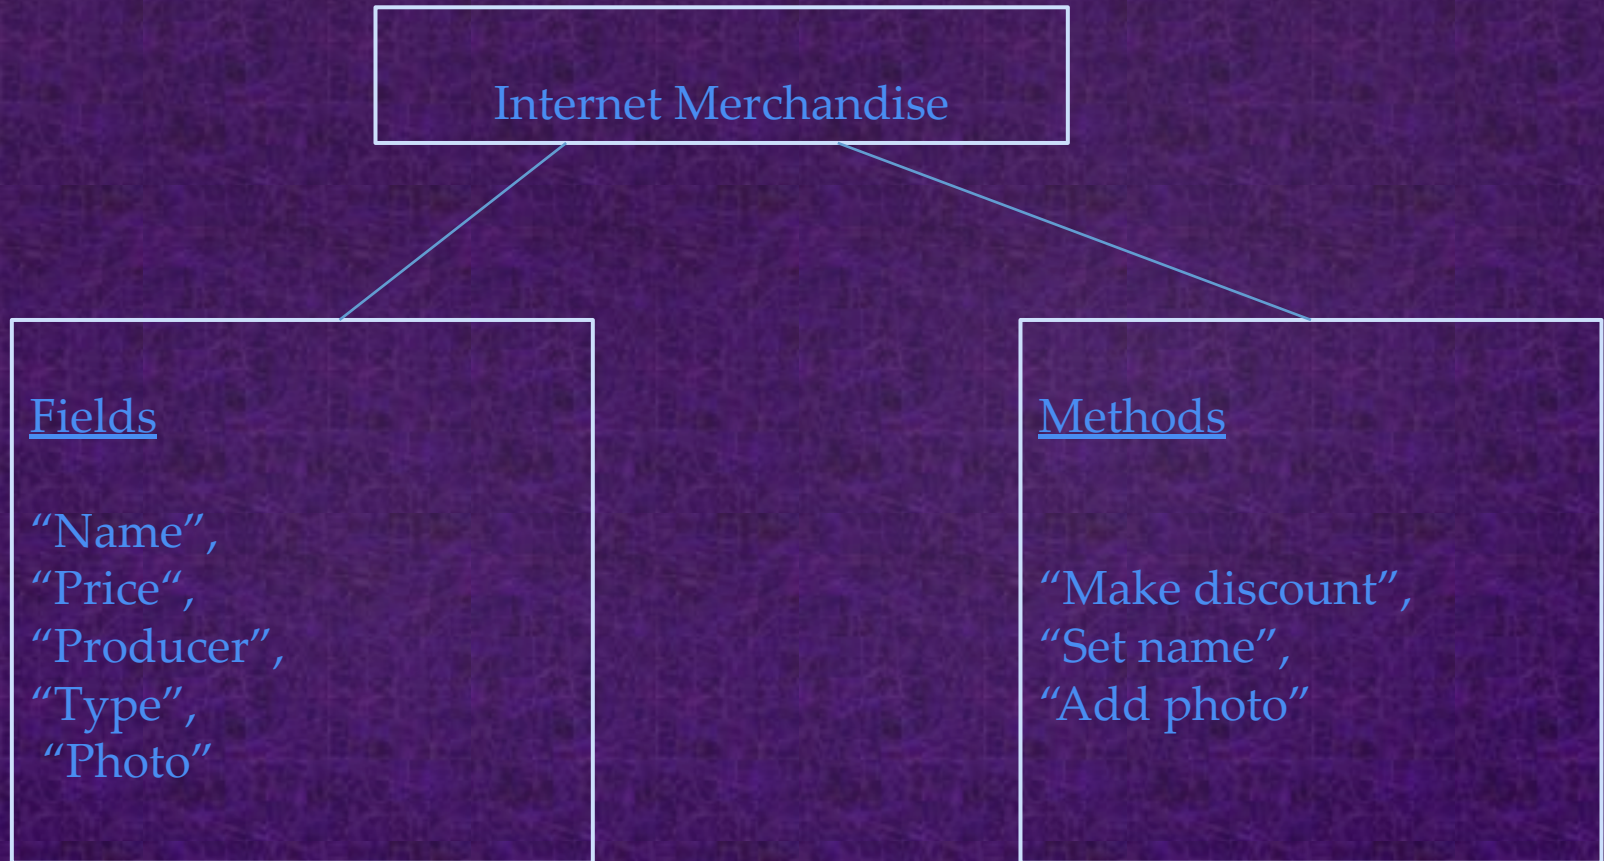 Internet Merchandise
Fields
“Name”,
“Price“,
“Producer”,
“Type”,
“Photo”
Methods
“Make discount”,
“Set name”,
“Add photo”